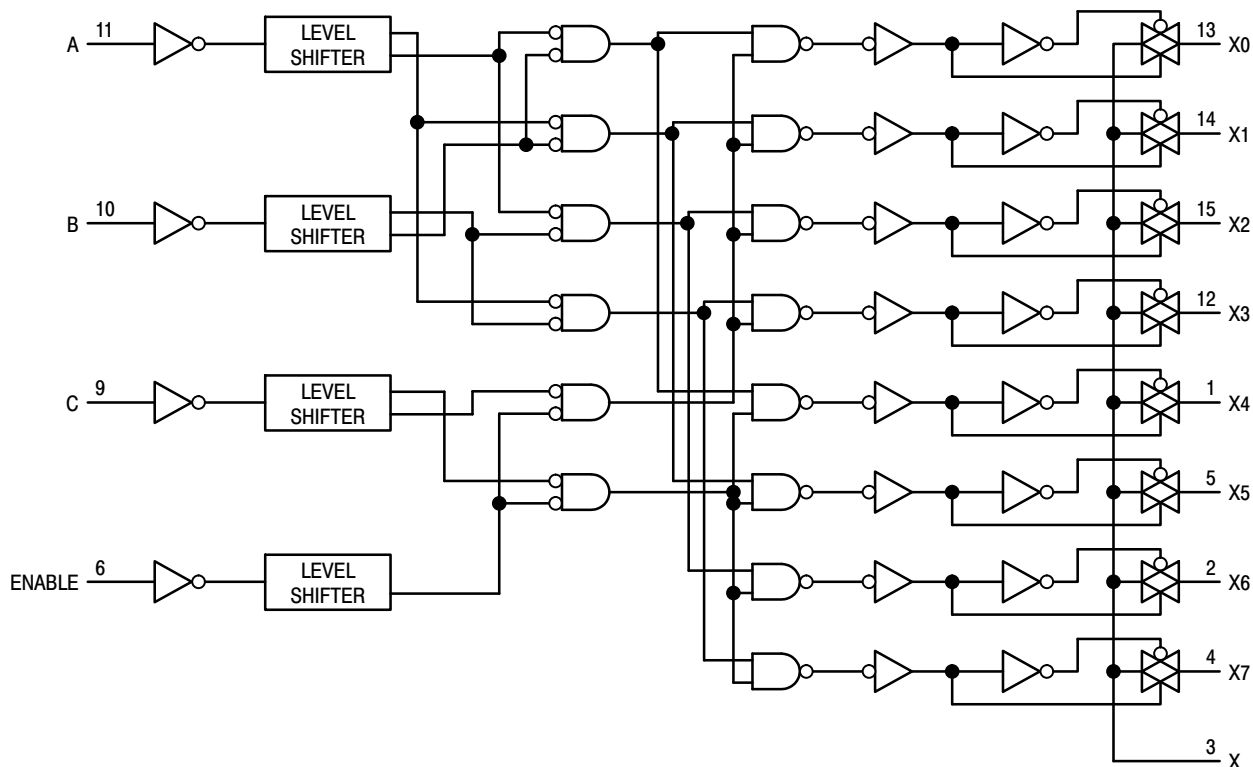 A 11 LEVEL SHIFTER 13 X0
14 X1
B 10 LEVEL SHIFTER 15 X2
12 X3
C 9 LEVEL SHIFTER 1 X4
5 X5
ENABLE 6 LEVEL SHIFTER 2 X6
4 X7
3 X